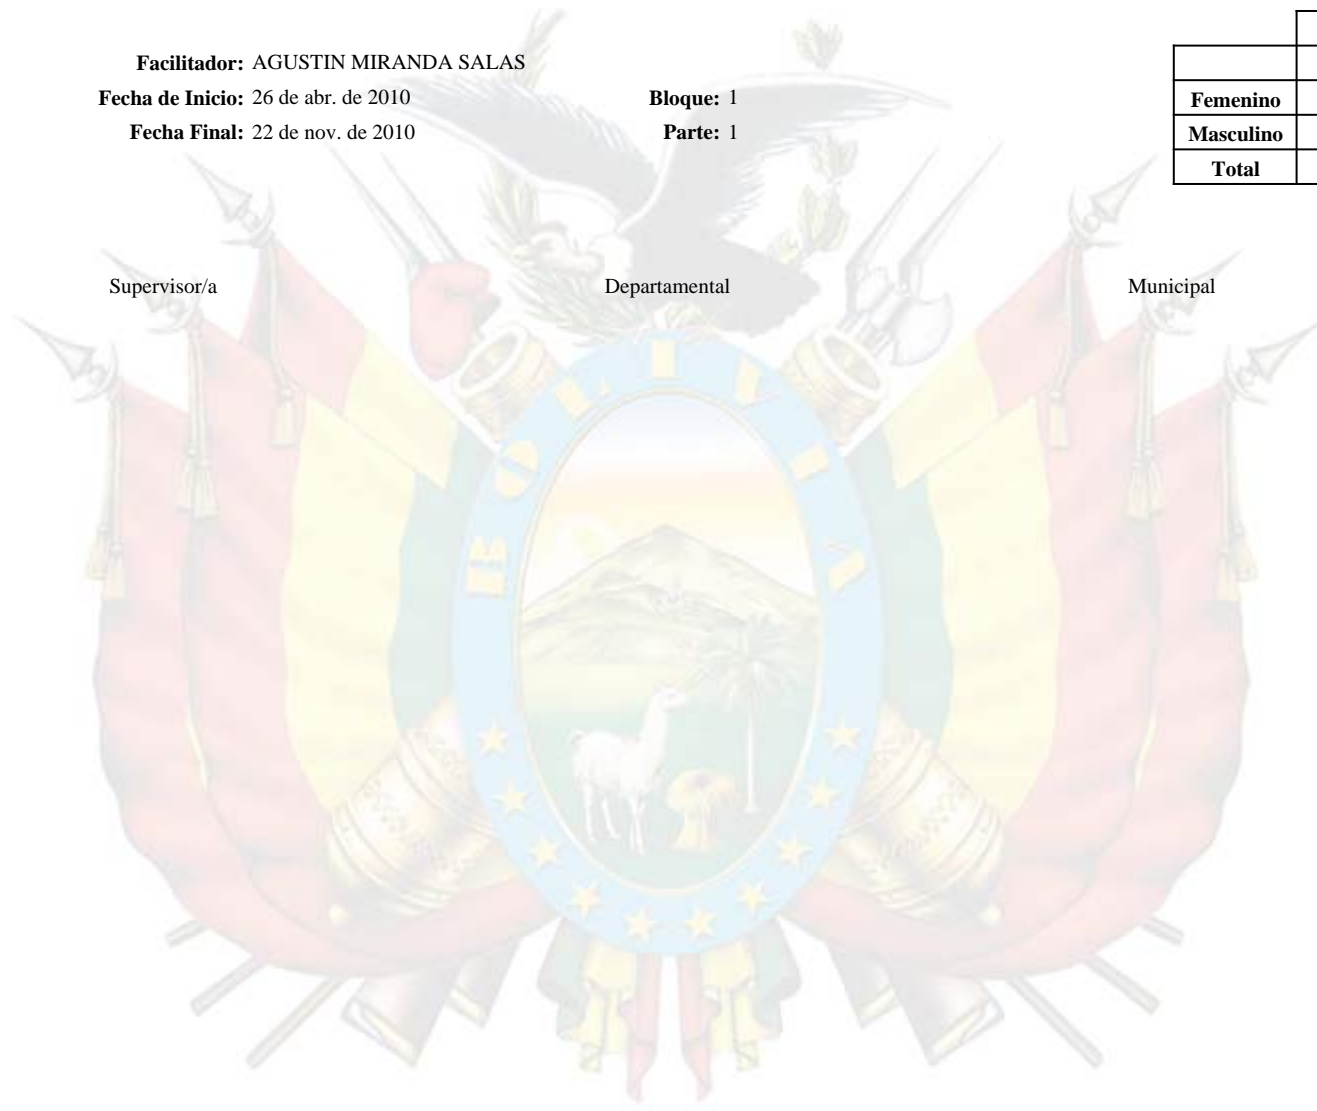 Facilitador: AGUSTIN MIRANDA SALAS
Fecha de Inicio: 26 de abr. de 2010 Bloque: 1
Fecha Final: 22 de nov. de 2010 Parte: 1
Femenino
Masculino
Total
Supervisor/a Departamental Municipal
BOLIVIA